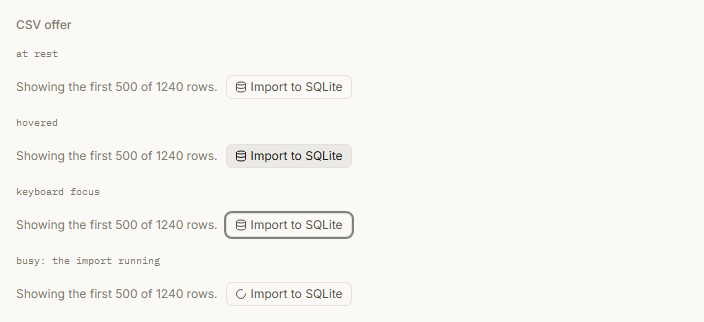 CSV offer
at rest
Showing the first 500 of 1240 rows. Import to SQLite
hovered
Showing the first 500 of 1240 rows. Import to SQLite
keyboard focus
Showing the first 500 of 1240 rows. Import to SQLite
busy: the import running
Showing the first 500 of 1240 rows. Import to SQLite